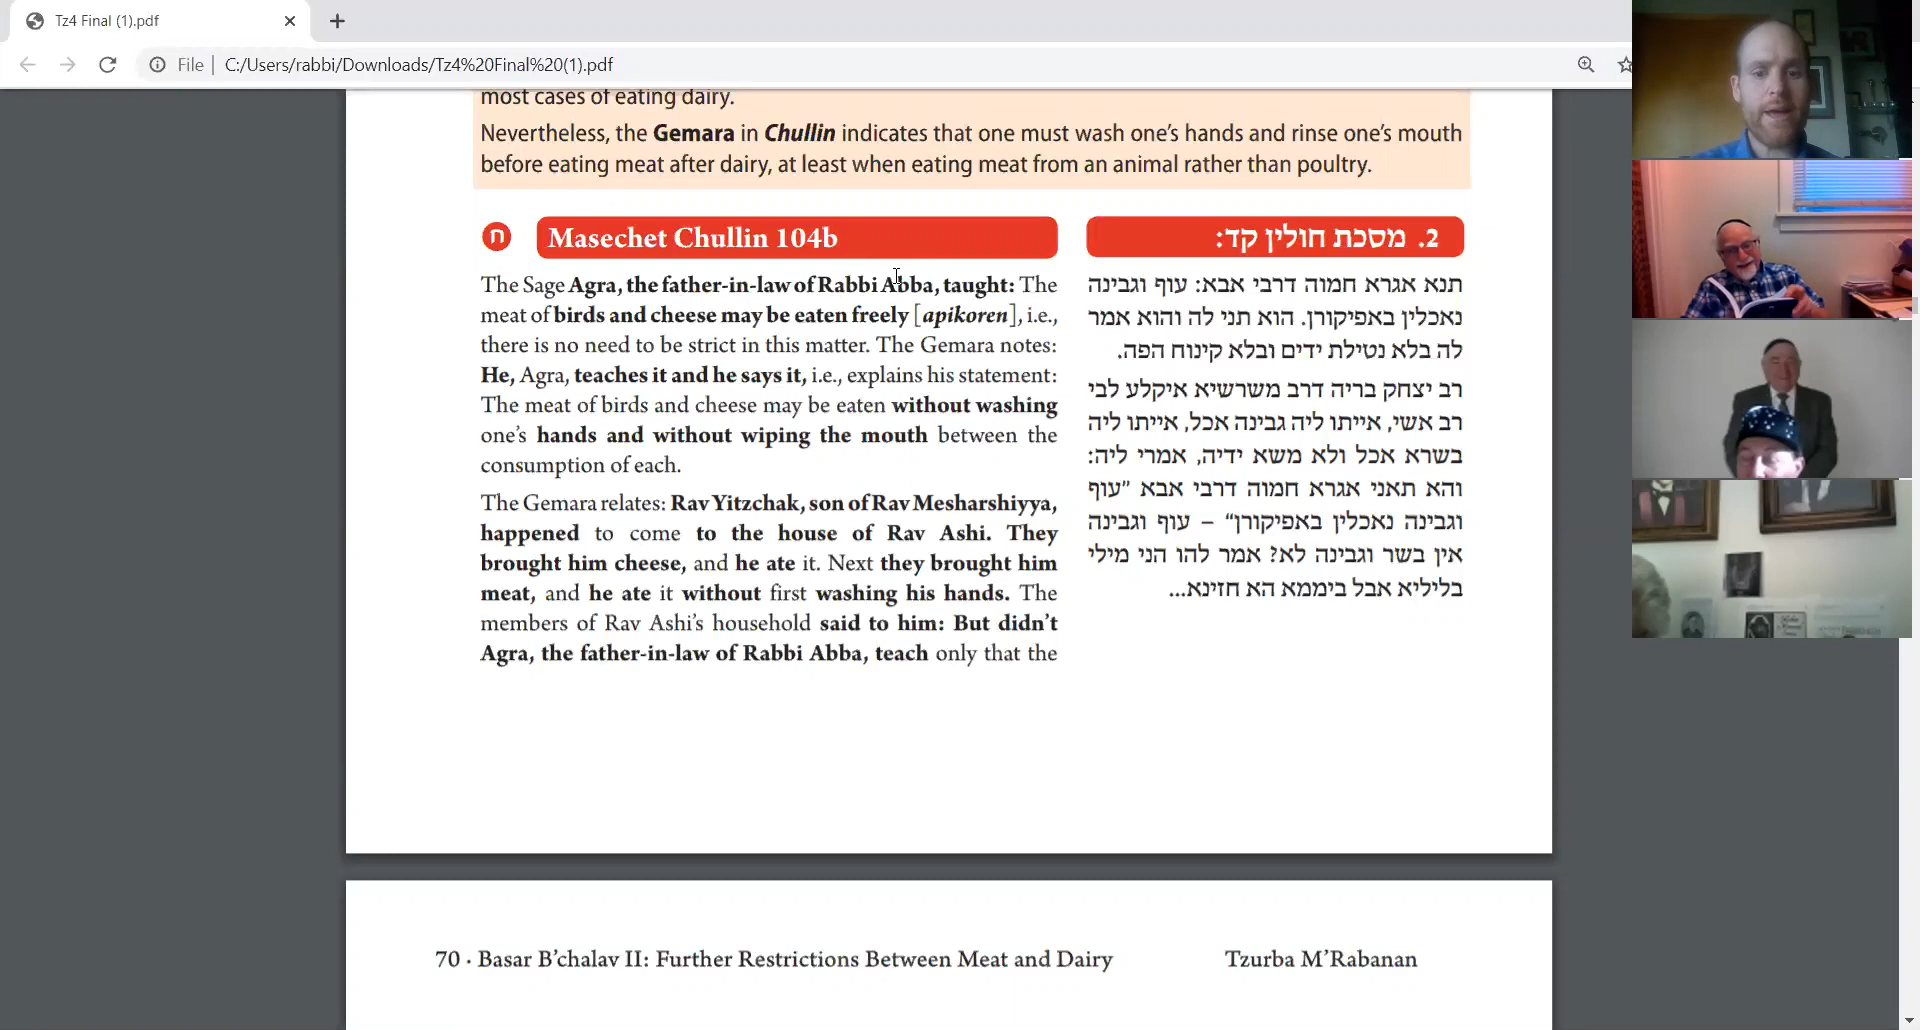 Tz4 Final (1).pdf
File
C:/Users/rabbi/Downloads/Tz4%20Final%20(1).pdf
most cases of eating dairy.
Nevertheless, the Gemara in Chullin indicates that one must wash one's hands and rinse one's mouth
before eating meat after dairy, at least when eating meat from an animal rather than poultry.
ח
Masechet Chullin 104b
The Sage Agra, the father-in-law of Rabbi Abba, taught: The
meat of birds and cheese may be eaten freely [apikoren], i.e.,
there is no need to be strict in this matter. The Gemara notes:
He, Agra, teaches it and he says it, i.e., explains his statement:
The meat of birds and cheese may be eaten without washing
one's hands and without wiping the mouth between the
consumption of each.
The Gemara relates: Rav Yitzchak, son of Rav Mesharshiyya,
happened to come to the house of Rav Ashi. They
brought him cheese, and he ate it. Next they brought him
meat, and he ate it without first washing his hands. The
members of Rav Ashi's household said to him: But didn't
Agra, the father-in-law of Rabbi Abba, teach only that the
2. מסכת חולין קד:
תנא אגרא חמוה דרבי אבא: עוף וגבינה
נאכלין באפיקורן. הוא תני לה והוא אמר
לה בלא נטילת ידים ובלא קינוח הפה.
רב יצחק בריה דרב משרשיא איקלע לבי
רב אשי, אייתו ליה גבינה אכל, אייתו ליה
בשרא אכל ולא משא ידיה, אמרי ליה:
והא תאני אגרא חמוה דרבי אבא "עוף
וגבינה נאכלין באפיקורן" – עוף וגבינה
אין בשר וגבינה לא? אמר להו הני מילי
בליליא אבל ביממא הא חזינא...
70 · Basar B'chalav II: Further Restrictions Between Meat and Dairy
Tzurba M'Rabanan